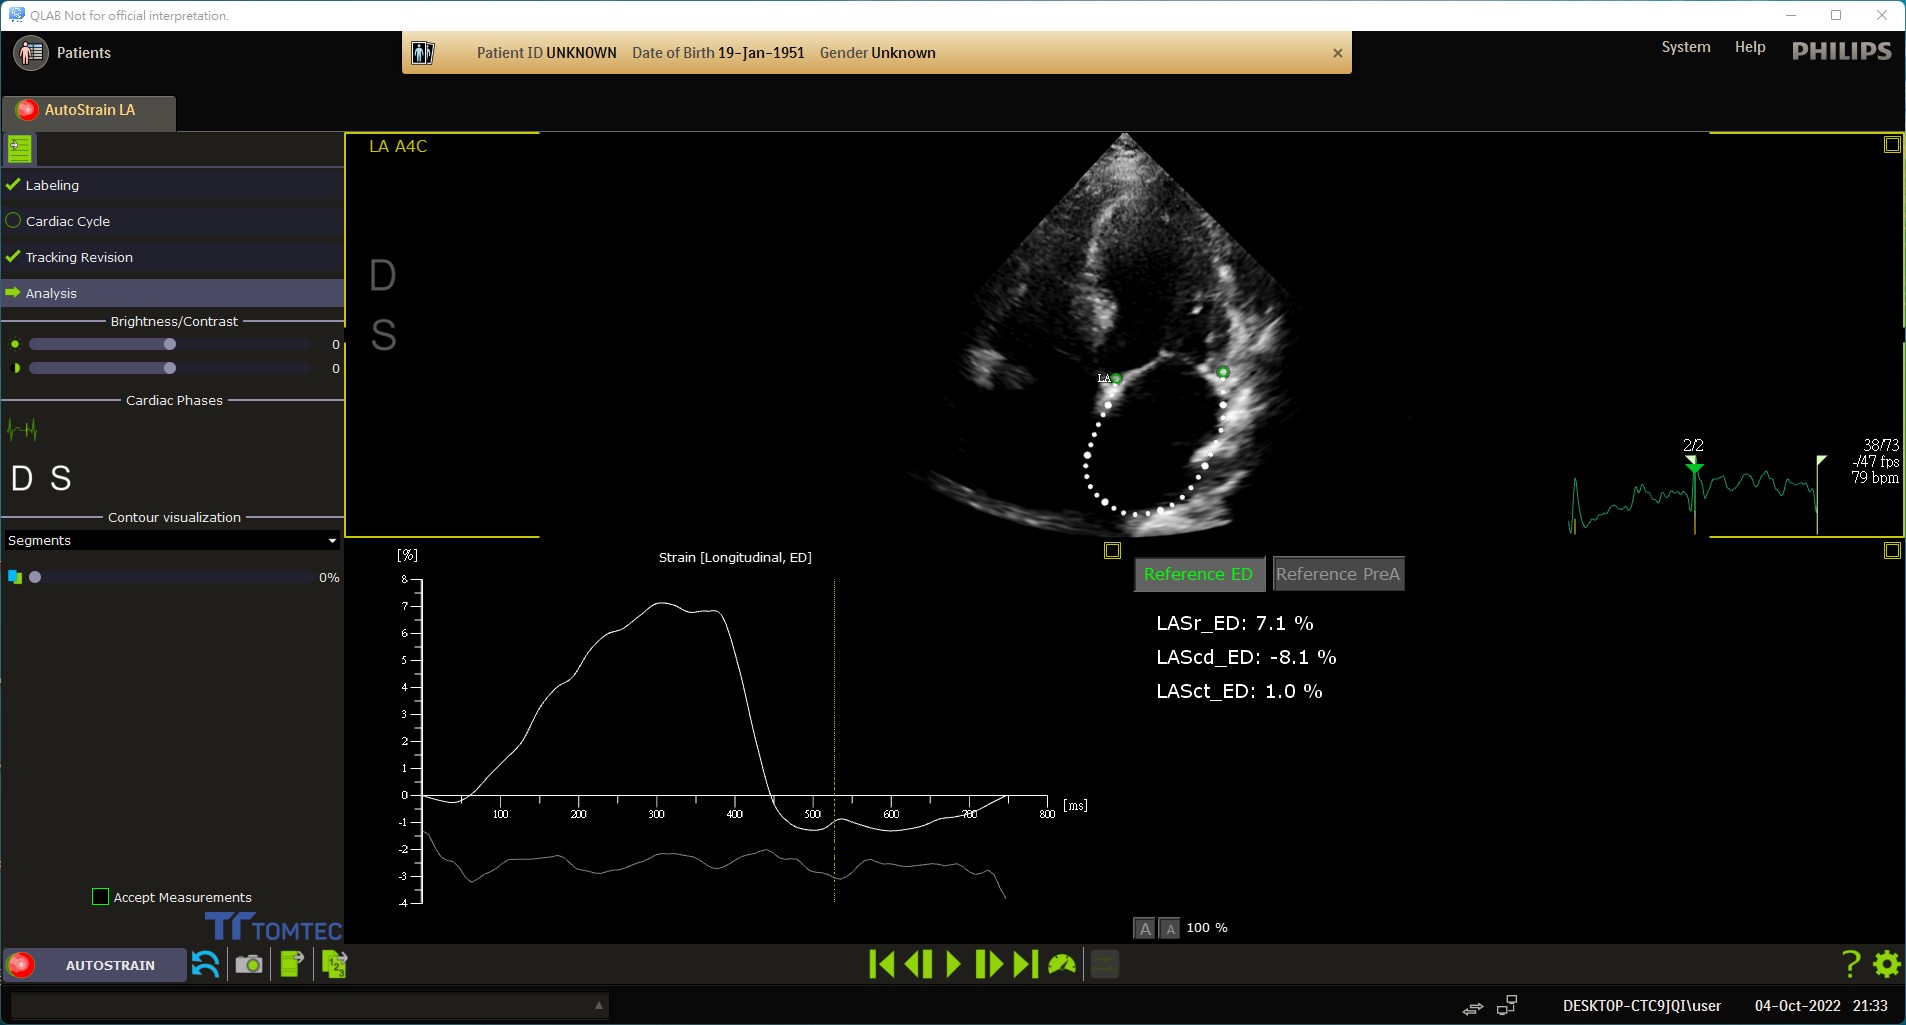 QLAB Not for official interpretation.
Patients
Patient ID UNKNOWN Date of Birth 19-Jan-1951 Gender Unknown
System Help PHILIPS
AutoStrain LA
Labeling
Cardiac Cycle
Tracking Revision
Analysis
Brightness/Contrast
0
0
Cardiac Phases
D S
Contour visualization
Segments
0%
Accept Measurements
TOMTEC
LA A4C
D
S
LA
2/2
38/73
-/47 fps
79 bpm
[%]
Strain [Longitudinal, ED]
8
7
6
5
4
3
2
1
0
-1
-2
-3
-4
100 200 300 400 500 600 700 800 [ms]
Reference ED Reference PreA
LASr_ED: 7.1 %
LAScd_ED: -8.1 %
LASct_ED: 1.0 %
A A 100 %
AUTOSTRAIN
1 2 3
?
DESKTOP-CTC9JQI\user 04-Oct-2022 21:33